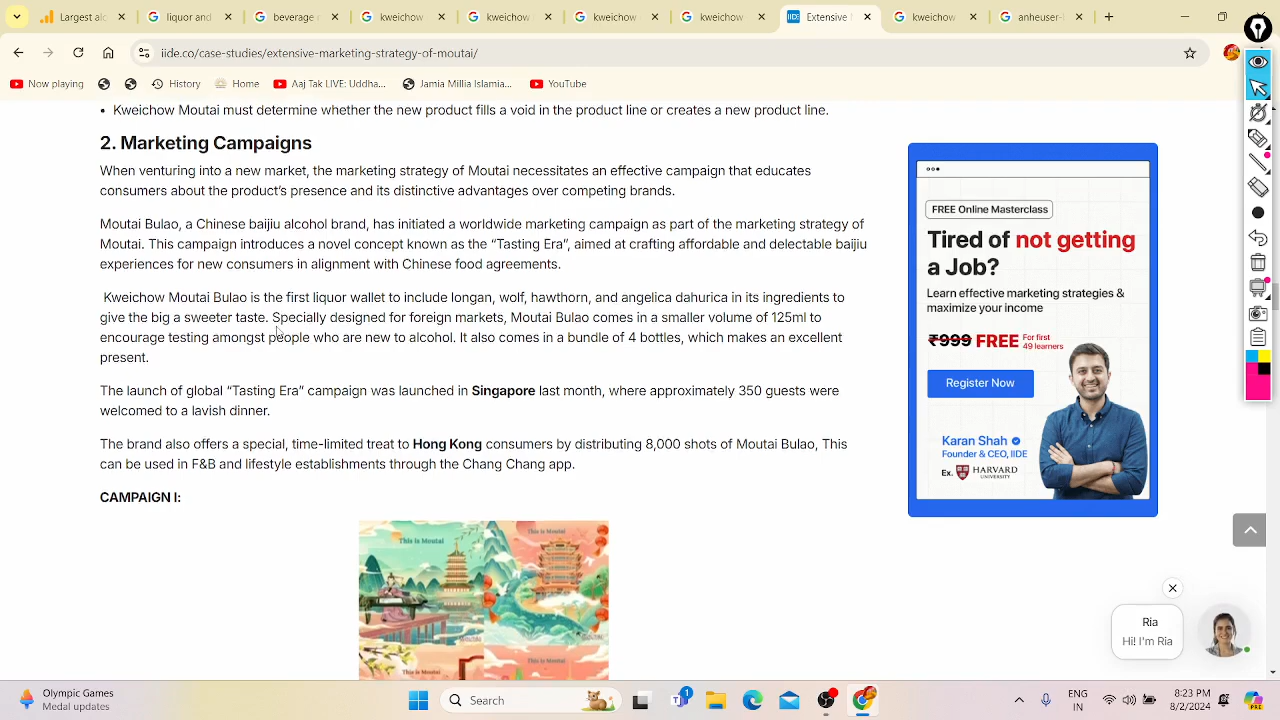 Largest alc
liquor mar
beverage
kweichow
kweichow
kweichow
kweichow
Extensive
kweichow
anheuser-
iide.co/case-studies/extensive-marketing-strategy-of-moutai/
Now playing
History
Home
Aaj Tak LIVE: Uddha...
Jamia Millia Islamia...
YouTube
• Kweichow Moutai must determine whether the new product fills a void in the product line or creates a new product line.
2. Marketing Campaigns
When venturing into a new market, the marketing strategy of Moutai necessitates an effective campaign that educates
consumers about the product's presence and its distinctive advantages over competing brands.
Moutai Bulao, a Chinese baijiu alcohol brand, has initiated a worldwide marketing campaign as part of the marketing strategy of
Moutai. This campaign introduces a novel concept known as the “Tasting Era”, aimed at crafting affordable and delectable baijiu
experiences for new consumers in alignment with Chinese food agreements.
Kweichow Moutai Bulao is the first liquor wallet to include longan, wolf, hawthorn, and angelica dahurica in its ingredients to
give the big a sweeter taste. Specially designed for foreign markets, Moutai Bulao comes in a smaller volume of 125ml to
encourage testing amongst people who are new to alcohol. It also comes in a bundle of 4 bottles, which makes an excellent
present.
The launch of global “Tasting Era” campaign was launched in Singapore last month, where approximately 350 guests were
welcomed to a lavish dinner.
The brand also offers a special, time-limited treat to Hong Kong consumers by distributing 8,000 shots of Moutai Bulao, This
can be used in F&B and lifestyle establishments through the Chang Chang app.
CAMPAIGN I:
This is Moutai
This is Moutai
This is Moutai
This is Moutai
FREE Online Masterclass
Tired of not getting
a Job?
Learn effective marketing strategies &
maximize your income
₹999 FREE For first
49 learners
Register Now
Karan Shah
Founder & CEO, IIDE
Ex. HARVARD
UNIVERSITY
Ria
Hi! I'm Ria
Olympic Games
Medal updates
Search
1
ENG
IN
8:23 PM
8/8/2024